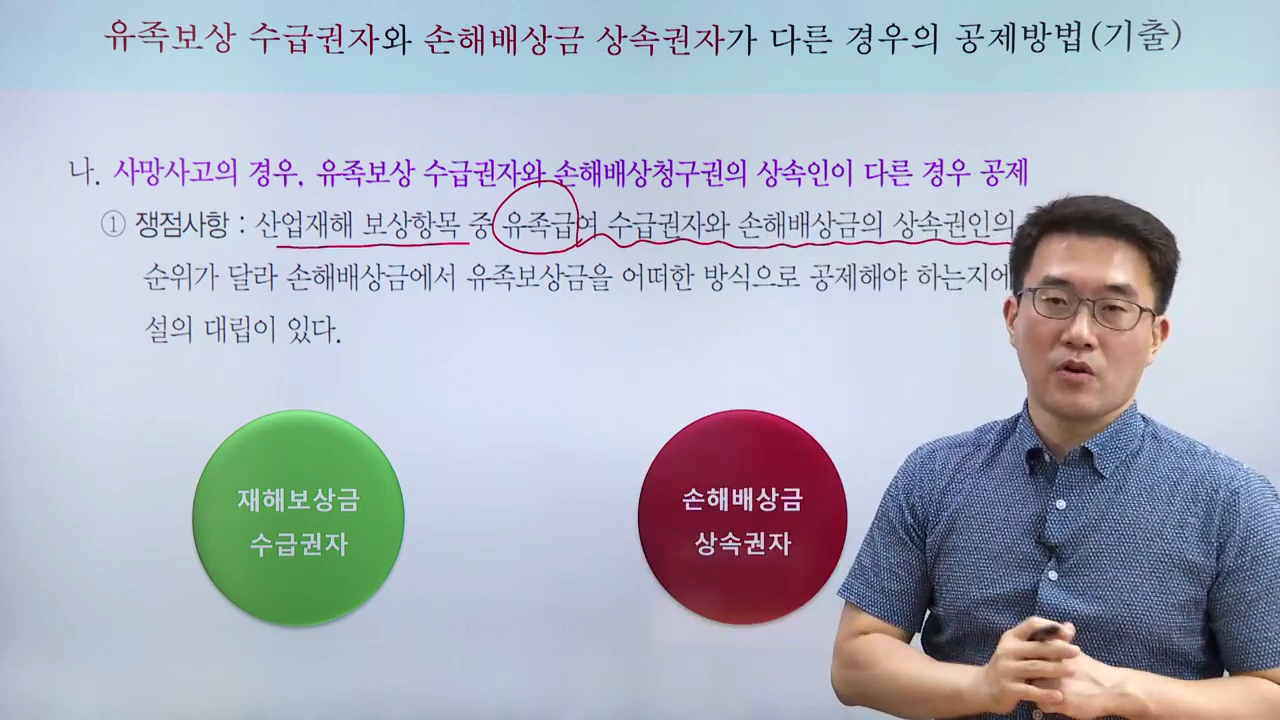 유족보상 수급권자와 손해배상금 상속권자가 다른 경우의 공제방법(기출)
나. 사망사고의 경우, 유족보상 수급권자와 손해배상청구권의 상속인이 다른 경우 공제
① 쟁점사항 : 산업재해 보상항목 중 유족급여 수급권자와 손해배상금의 상속권인의
순위가 달라 손해배상금에서 유족보상금을 어떠한 방식으로 공제해야 하는지에
설의 대립이 있다.
재해보상금
수급권자
손해배상금
상속권자